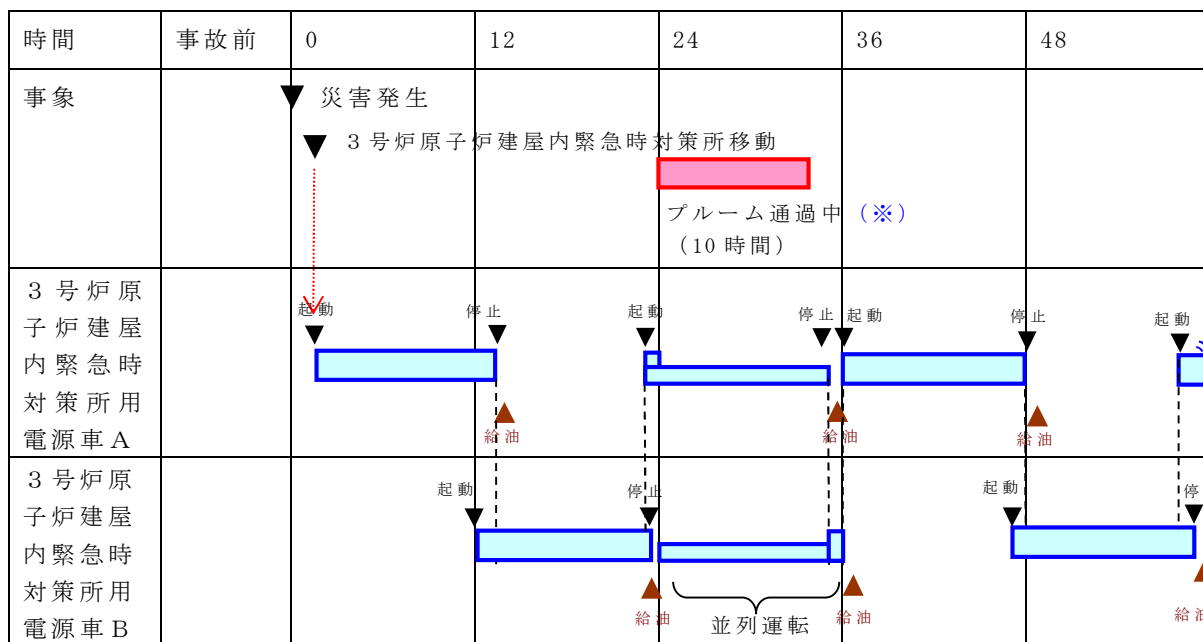 時間 事故前 0 12 24 36 48
事象
災害発生
3号炉原子炉建屋内緊急時対策所移動
プルーム通過中（※）
（10時間）
3号炉原
子炉建屋
内緊急時
対策所用
電源車A
起動 停止 起動 停止 起動 停止 起動
給油 給油 給油
3号炉原
子炉建屋
内緊急時
対策所用
電源車B
起動 停止 起動 停
給油 給油 給油
並列運転